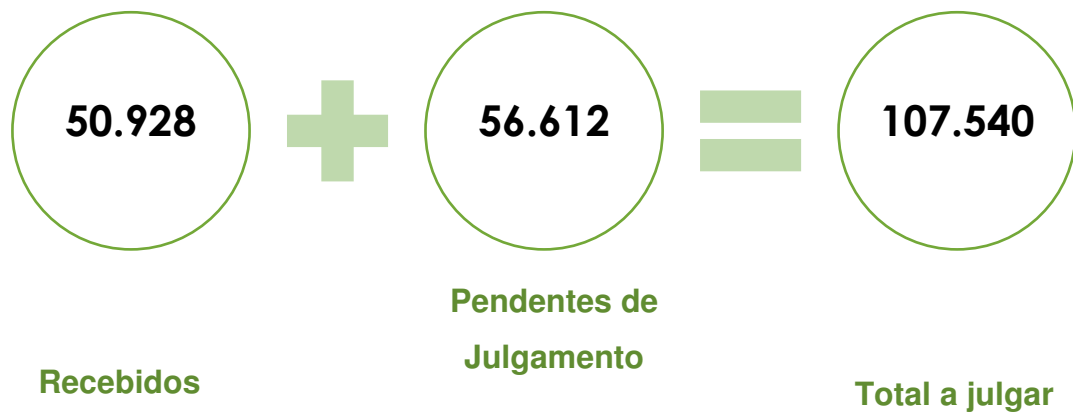 50.928
56.612
107.540
Pendentes de
Julgamento
Recebidos
Total a julgar